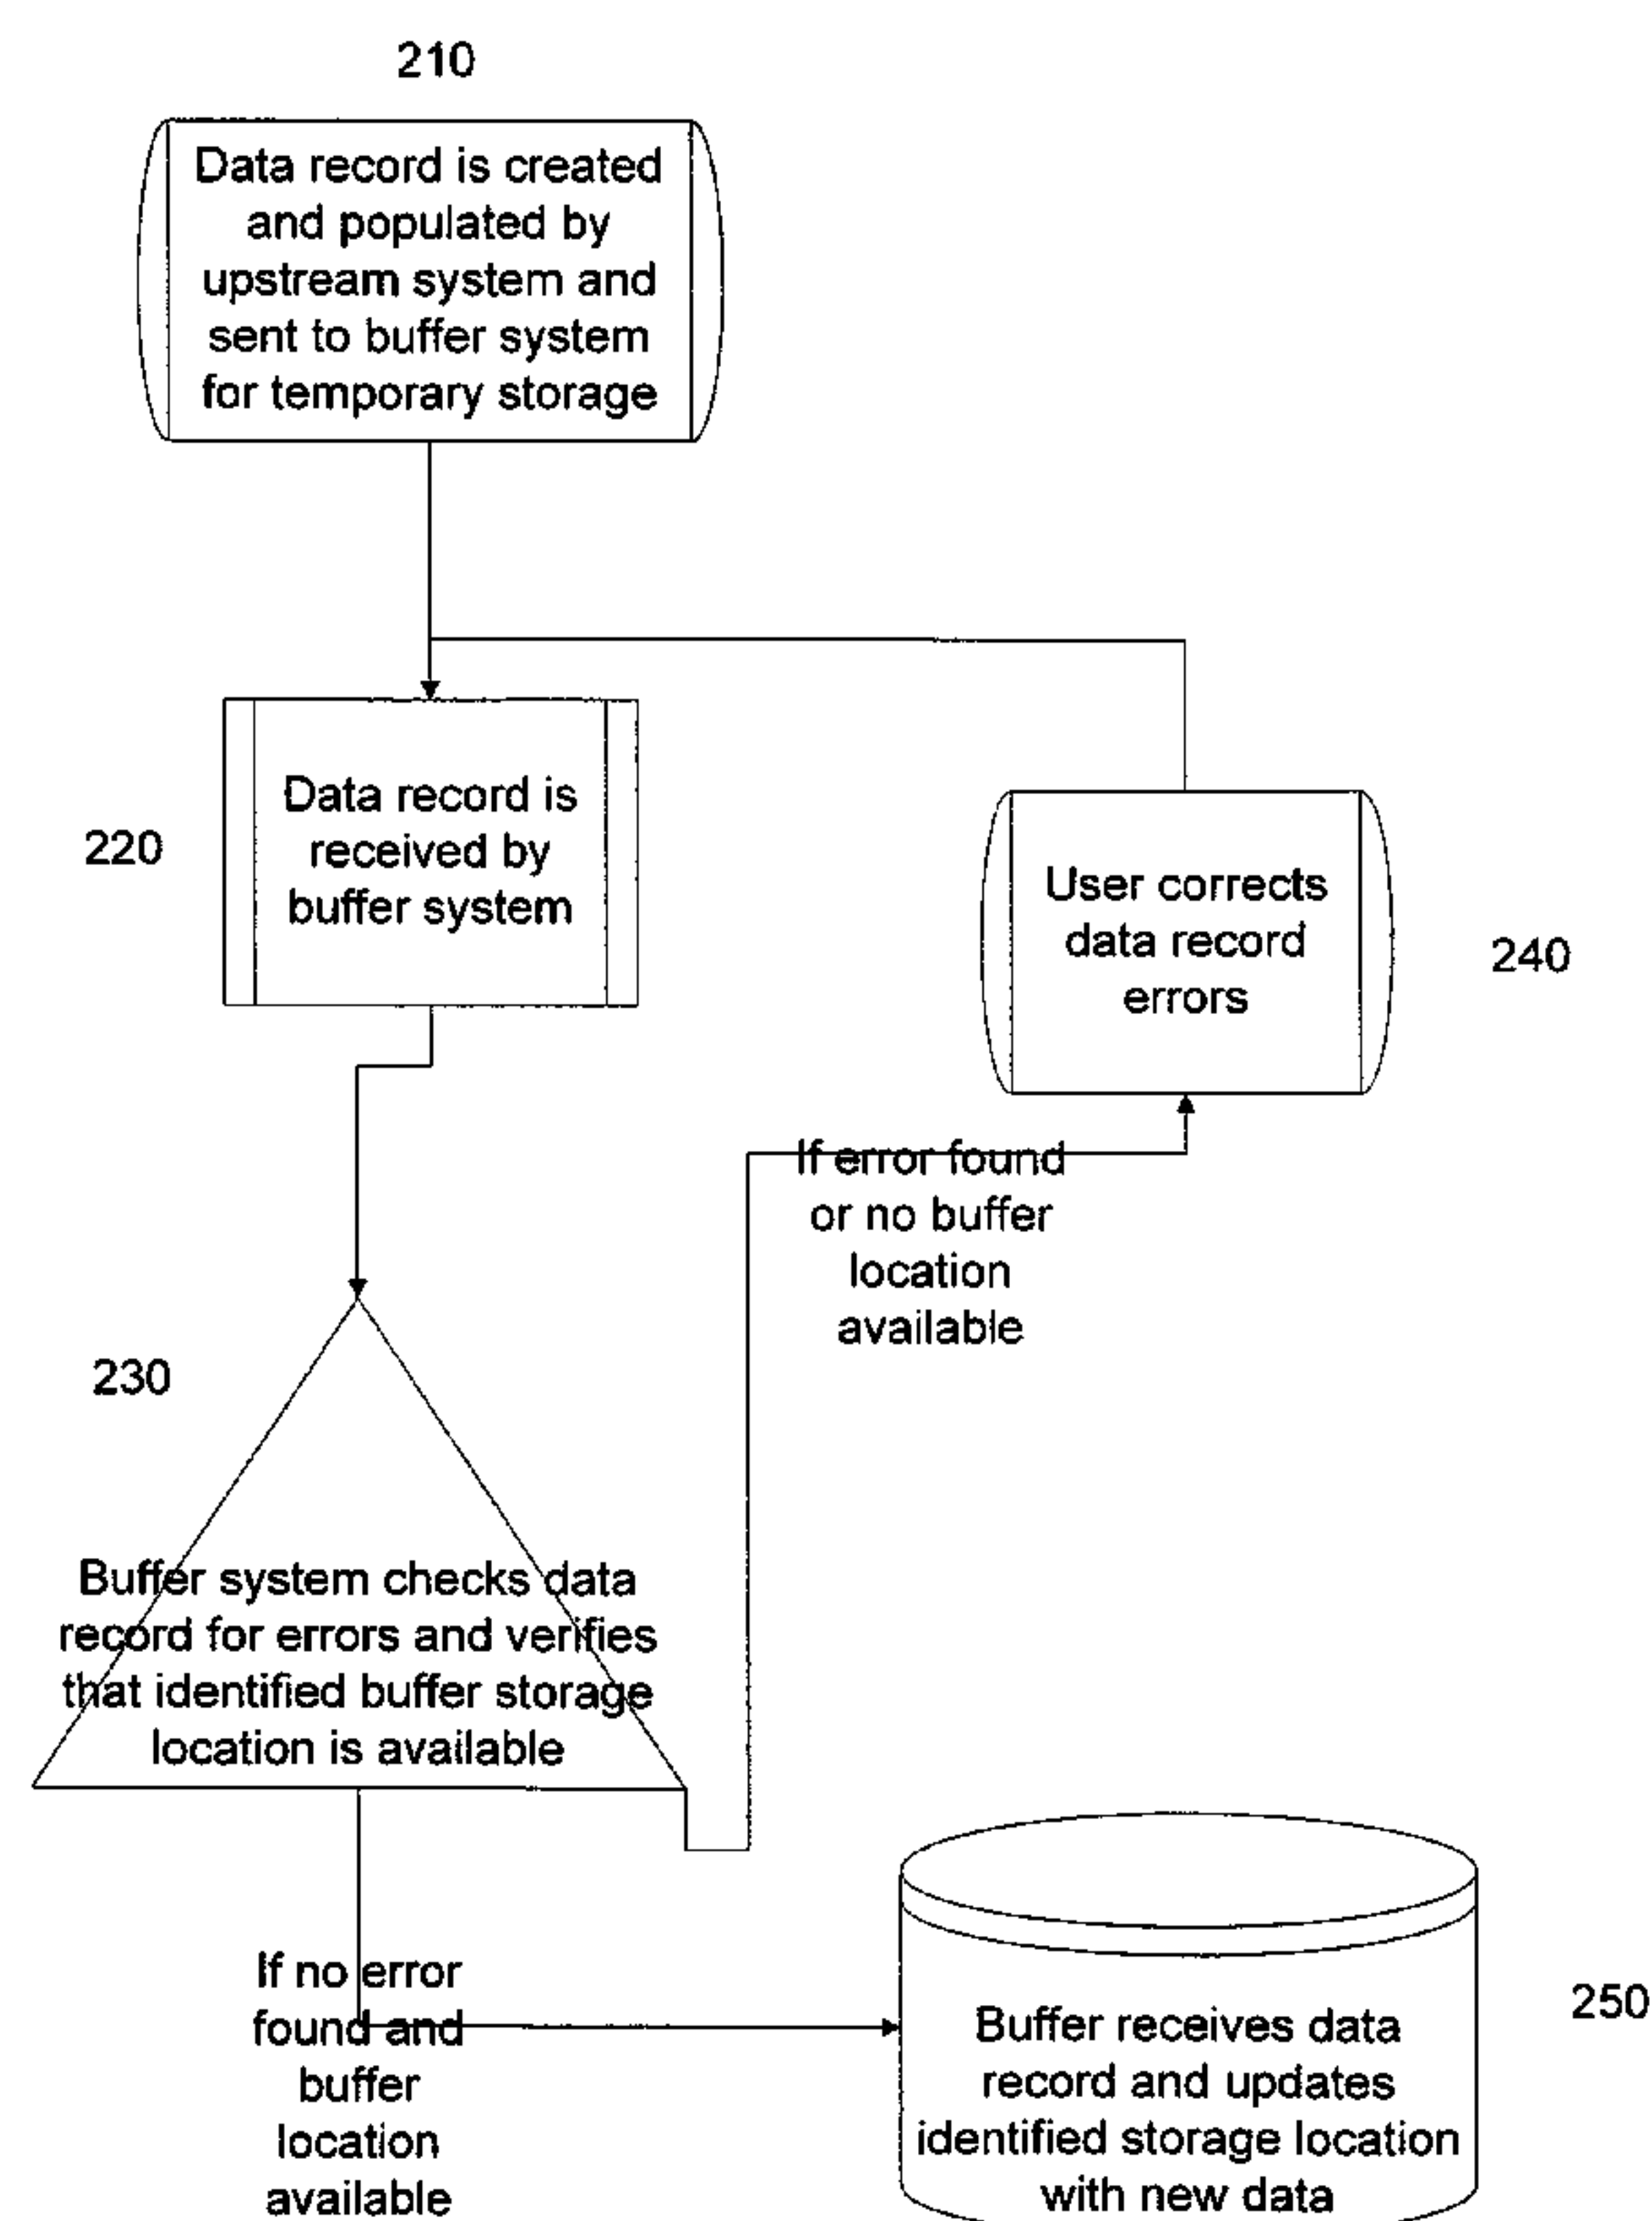 210
Data record is created
and populated by
upstream system and
sent to buffer system
for temporary storage
220
Data record is
received by
buffer system
User corrects
data record
errors
240
If error found
or no buffer
location
available
230
Buffer system checks data
record for errors and verifies
that identified buffer storage
location is available
If no error
found and
buffer
location
available
Buffer receives data
record and updates
identified storage location
with new data
250